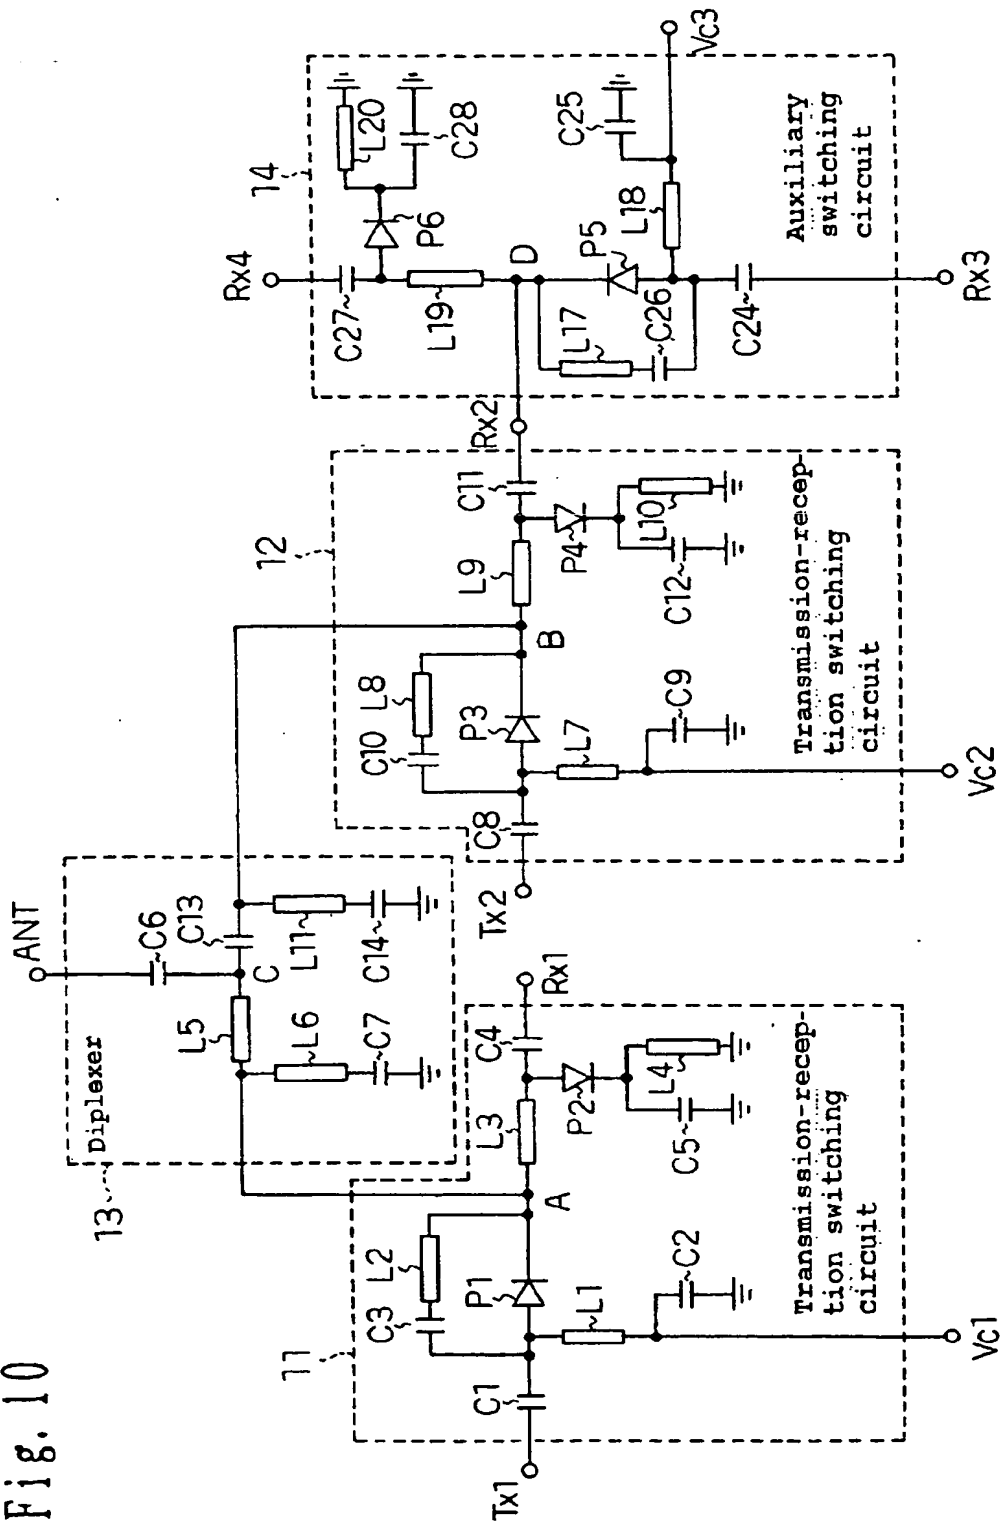 Fig. 10
ANT
13
Diplexer
C6
C13
C
L5
L6
C7
L11
C14
11
Tx1
C1
C3
L2
P1
A
L3
C4
Rx1
L1
C2
P2
C5
L4
Vc1
Transmission-recep-
tion switching
circuit
12
Tx2
C8
C10
L8
P3
B
L9
C11
Rx2
L7
C9
P4
C12
L10
Vc2
Transmission-recep-
tion switching
circuit
14
Rx4
C27
L19
P6
L20
C28
D
L17
C26
P5
L18
C25
C24
Rx3
Vc3
Auxiliary
switching
circuit